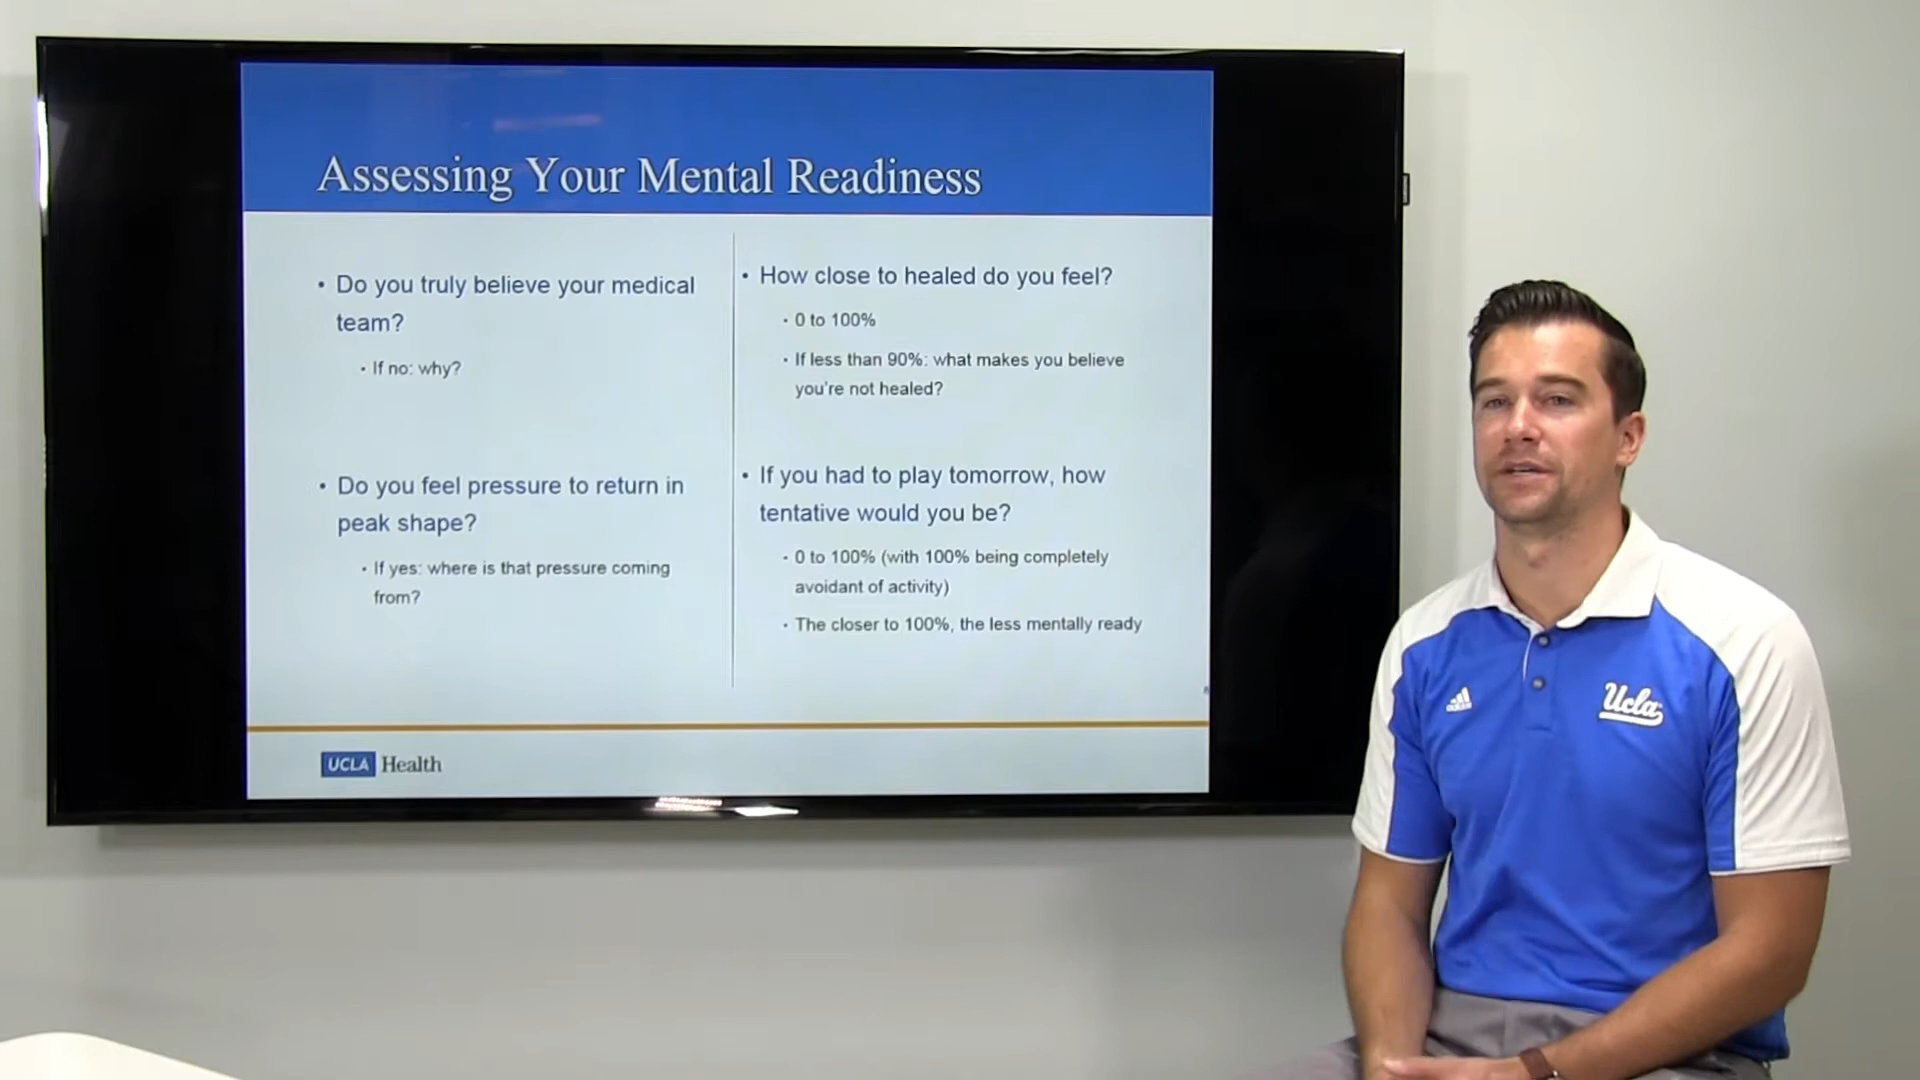 Assessing Your Mental Readiness
• Do you truly believe your medical
team?
• If no: why?
• Do you feel pressure to return in
peak shape?
• If yes: where is that pressure coming
from?
• How close to healed do you feel?
• 0 to 100%
• If less than 90%: what makes you believe
you're not healed?
• If you had to play tomorrow, how
tentative would you be?
• 0 to 100% (with 100% being completely
avoidant of activity)
• The closer to 100%, the less mentally ready
UCLA Health
adidas
Ucla